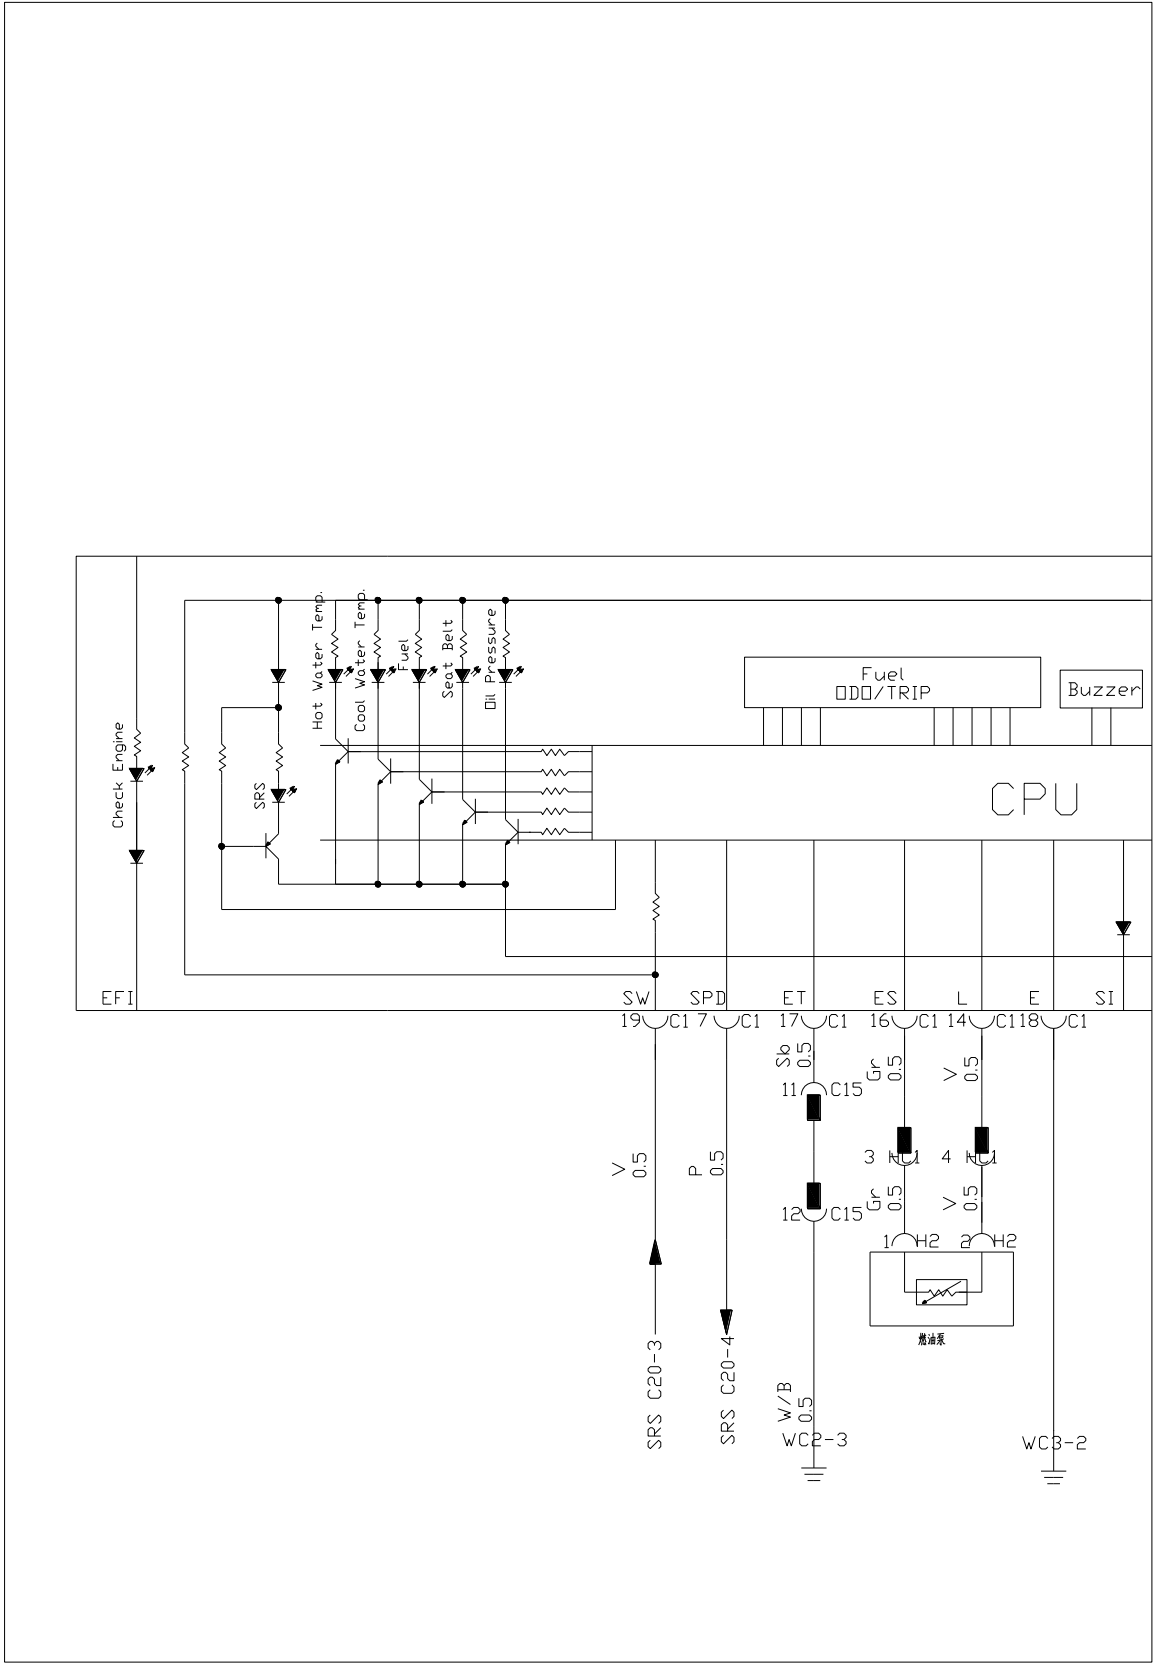 Hot Water Temp.
Cool Water Temp.
Fuel
Seat Belt
Oil Pressure
Check Engine
SRS
Fuel
ODO/TRIP
Buzzer
CPU
EFI
SW
SPD
ET
ES
L
E
SI
19 C1
7 C1
17 C1
16 C1
14 C1
18 C1
Sb
0.5
Gr
0.5
V
0.5
11 C15
V
0.5
P
0.5
3 HC1
4 HC1
Gr
0.5
V
0.5
12 C15
1 H2
2 H2
燃油泵
SRS C20-3
SRS C20-4
W/B
0.5
WC2-3
WC3-2